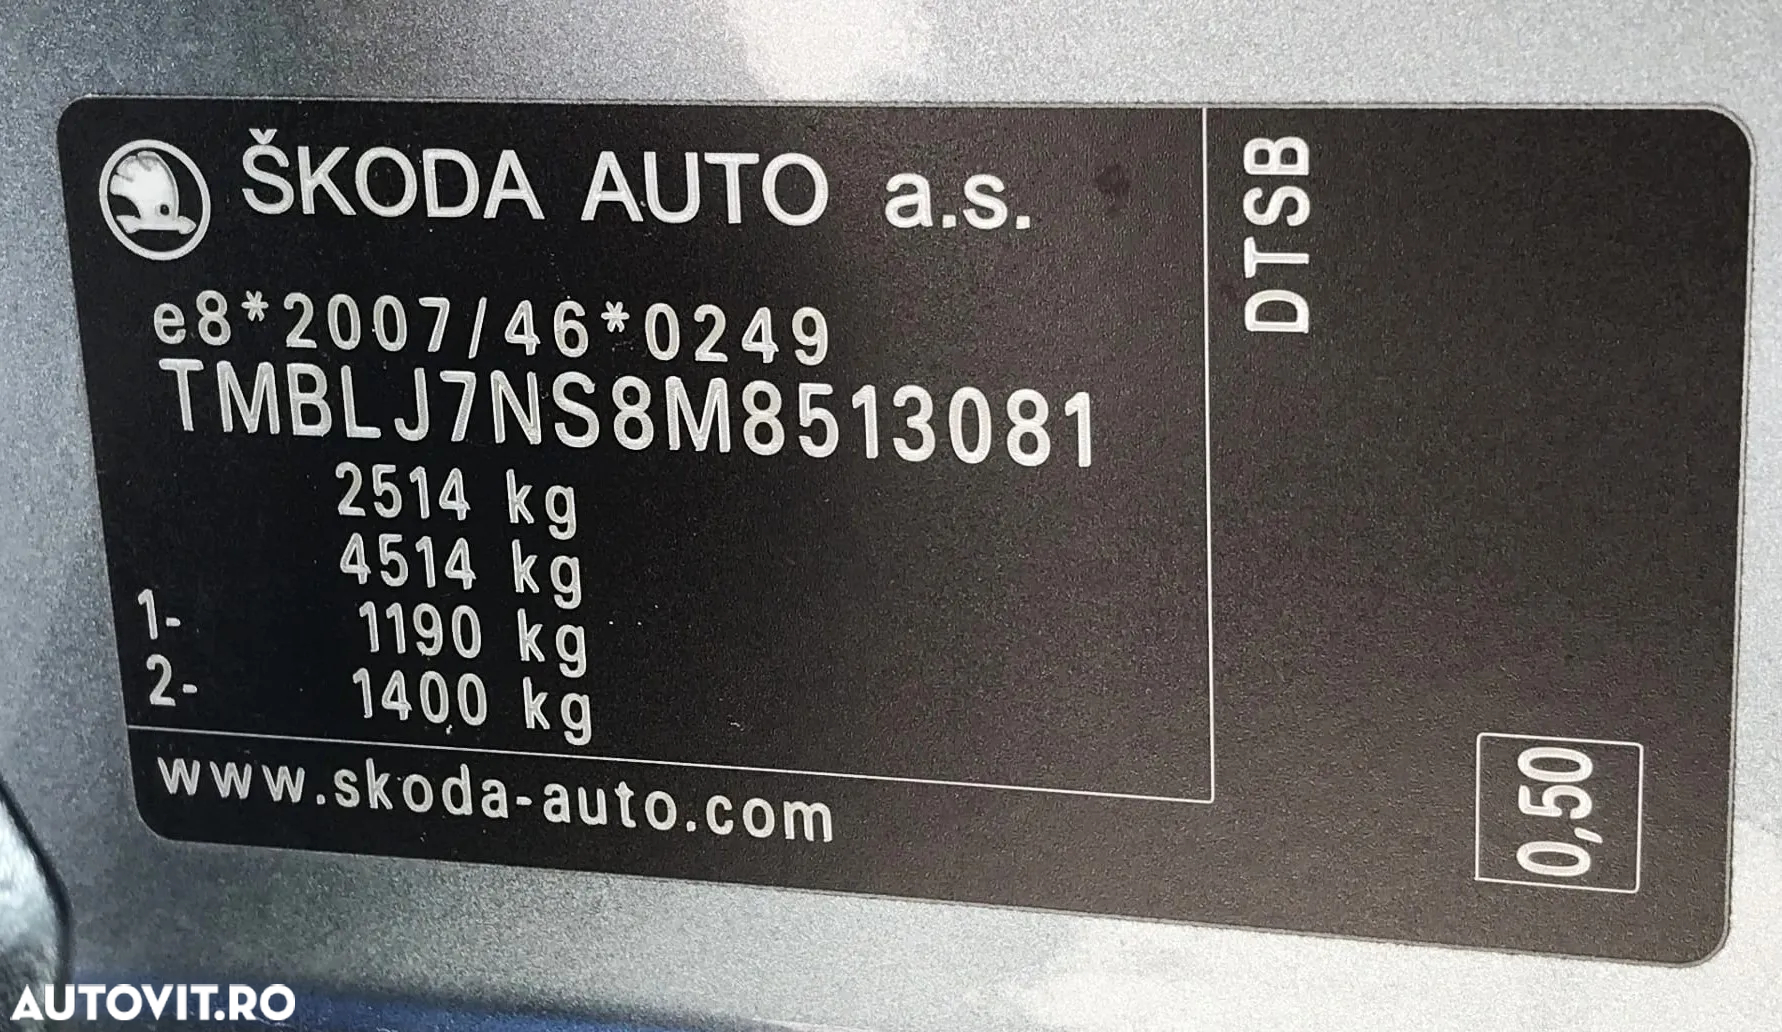 ŠKODA AUTO a.s.
e8*2007/46*0249
TMBLJ7NS8M8513081
2514 kg
4514 kg
1- 1190 kg
2- 1400 kg
www.skoda-auto.com
DTSB
0,50
AUTOVIT.RO